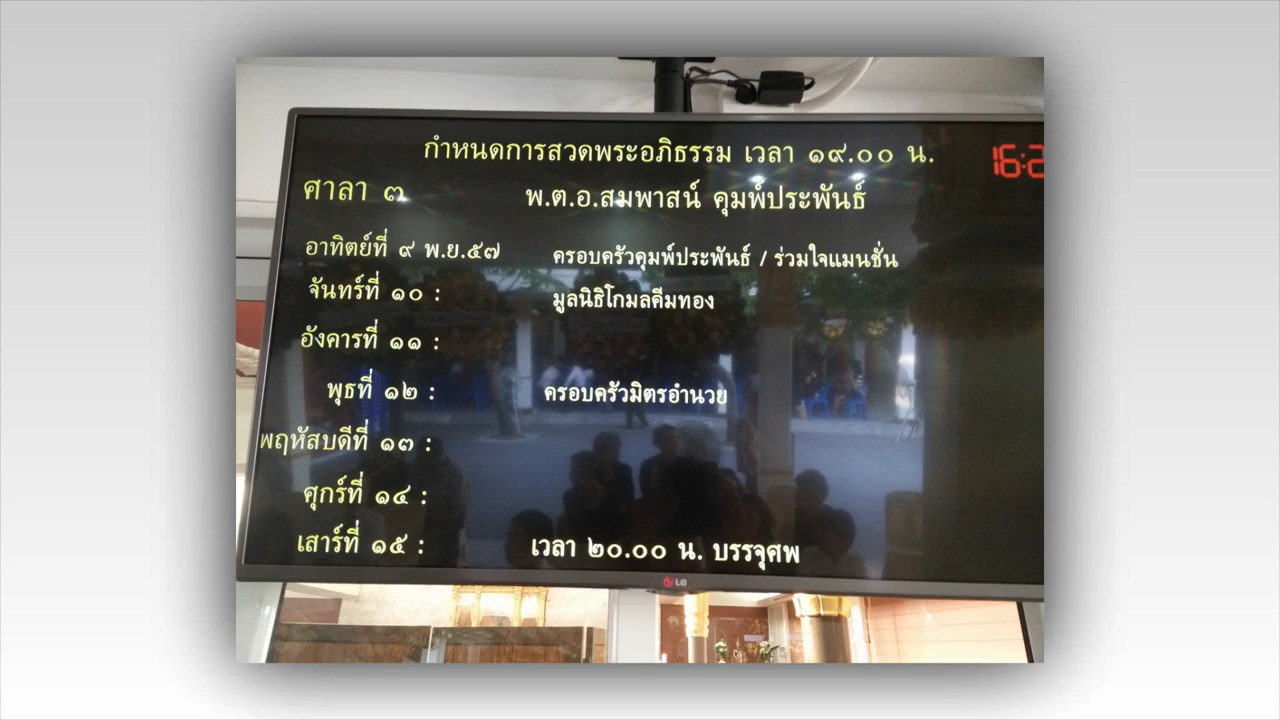 กำหนดการสวดพระอภิธรรม เวลา ๑๙.๐๐ น.
16:2
ศาลา ๓ พ.ต.อ.สมพาสน์ คุมพ์ประพันธ์
อาทิตย์ที่ ๙ พ.ย.๕๗ ครอบครัวคุมพ์ประพันธ์ / ร่วมใจแมนชั่น
จันทร์ที่ ๑๐ : มูลนิธิโกมลคีมทอง
อังคารที่ ๑๑ :
พุธที่ ๑๒ : ครอบครัวมิตรอำนวย
พฤหัสบดีที่ ๑๓ :
ศุกร์ที่ ๑๔ :
เสาร์ที่ ๑๕ : เวลา ๒๐.๐๐ น. บรรจุศพ
LG